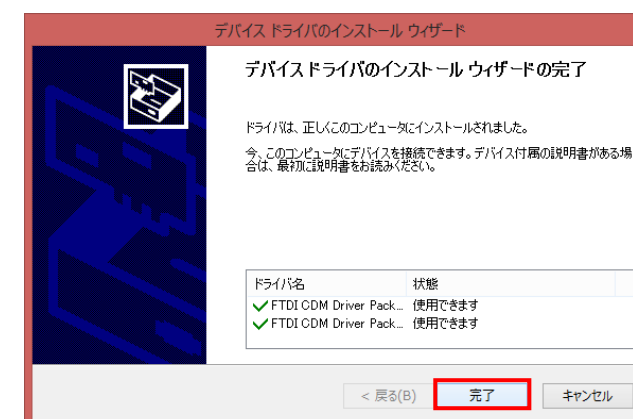 デバイス ドライバのインストール ウィザード
デバイス ドライバのインストール ウィザードの完了
ドライバは、正しくこのコンピュータにインストールされました。
今、このコンピュータにデバイスを接続できます。デバイス付属の説明書がある場
合は、最初に説明書をお読みください。
ドライバ名 状態
FTDI CDM Driver Pack... 使用できます
FTDI CDM Driver Pack... 使用できます
< 戻る(B) 完了 キャンセル